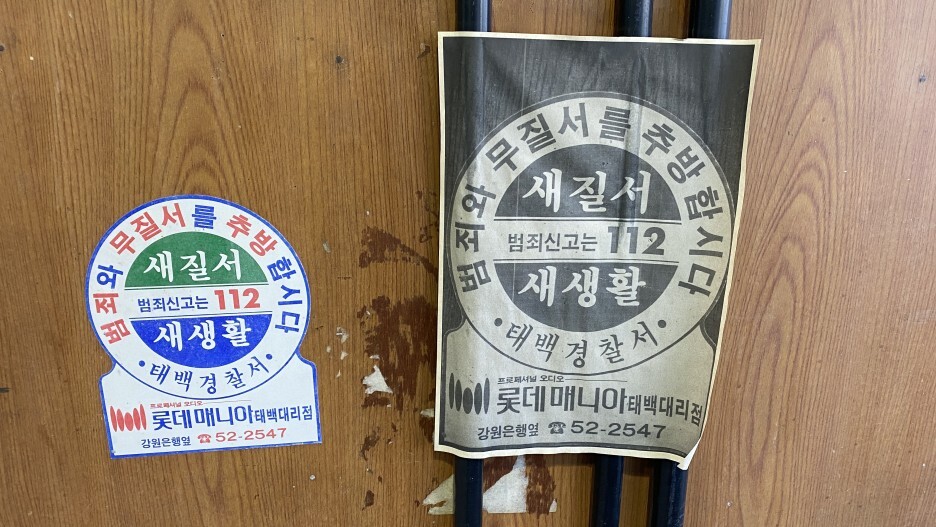 범죄와 무질서를 추방합시다
새질서
범죄신고는 112
새생활
•태백경찰서•
프로페셔널 오디오
롯데매니아태백대리점
강원은행옆 ☎52-2547
범죄와 무질서를 추방합시다
새질서
범죄신고는 112
새생활
•태백경찰서•
프로페셔널 오디오
롯데매니아태백대리점
강원은행옆 ☎52-2547